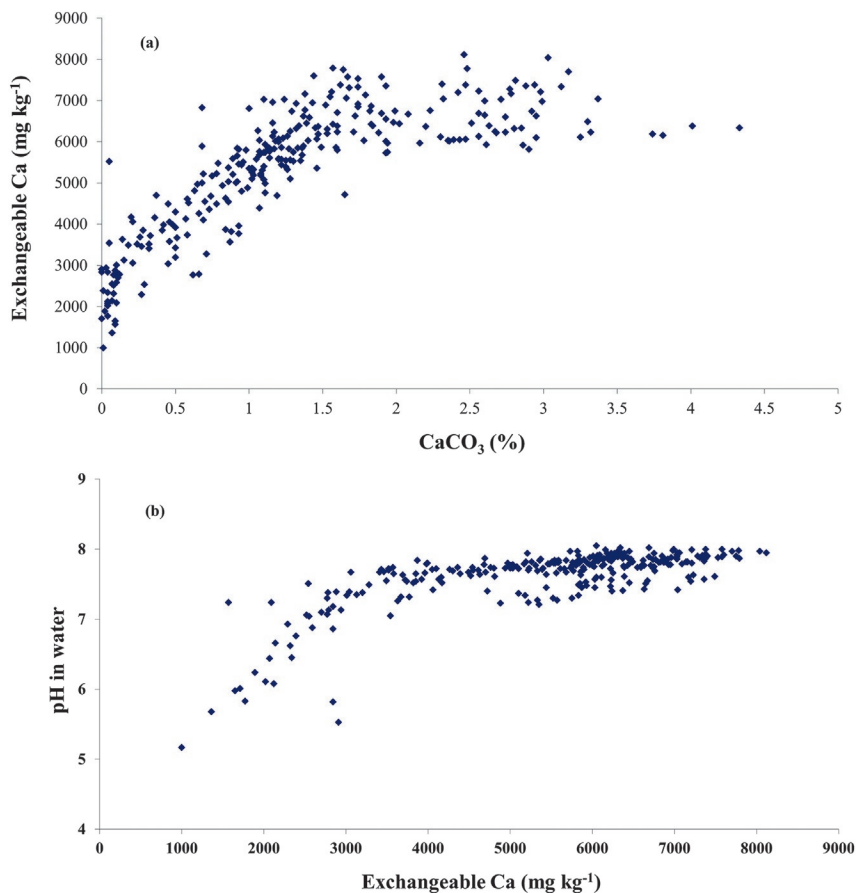 9000
8000
7000
6000
5000
4000
3000
2000
1000
0
(a)
Exchangeable Ca (mg kg⁻¹)
0 0.5 1 1.5 2 2.5 3 3.5 4 4.5 5
CaCO₃ (%)
9
8
7
6
5
4
(b)
pH in water
0 1000 2000 3000 4000 5000 6000 7000 8000 9000
Exchangeable Ca (mg kg⁻¹)